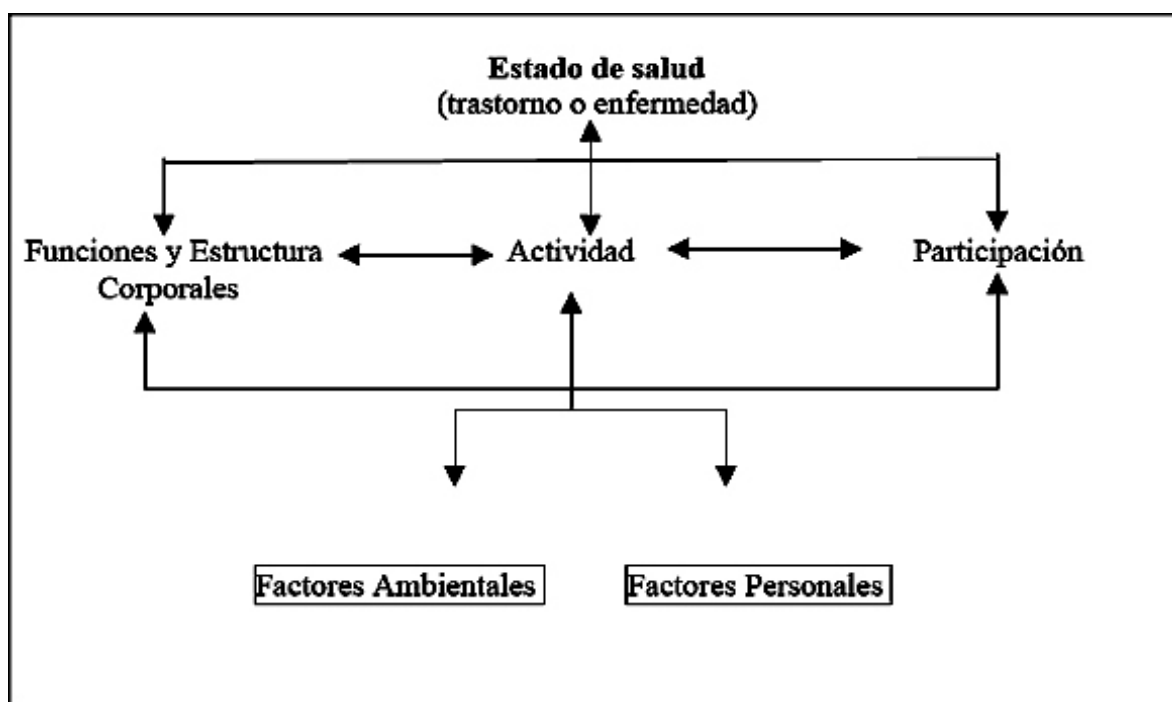 Estado de salud
(trastorno o enfermedad)
Funciones y Estructura
Corporales
Actividad
Participación
Factores Ambientales
Factores Personales